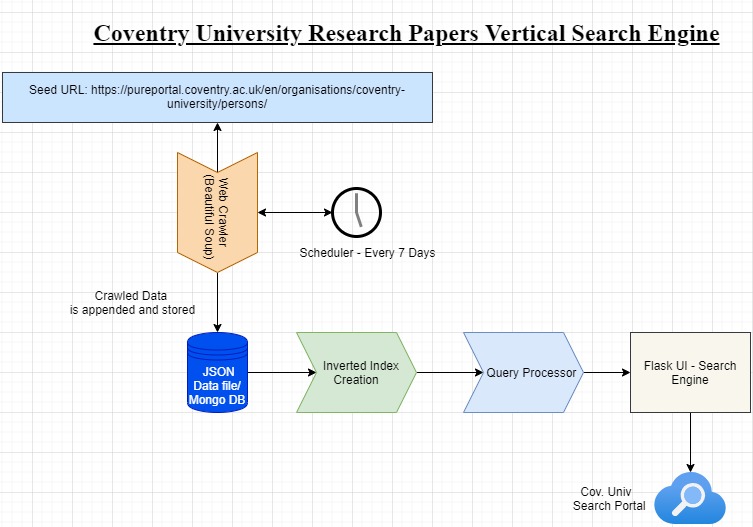 Coventry University Research Papers Vertical Search Engine
Seed URL: https://pureportal.coventry.ac.uk/en/organisations/coventry-
university/persons/
Web Crawler
(Beautiful Soup)
Scheduler - Every 7 Days
Crawled Data
is appended and stored
JSON
Data file/
Mongo DB
Inverted Index
Creation
Query Processor
Flask UI - Search
Engine
Cov. Univ
Search Portal